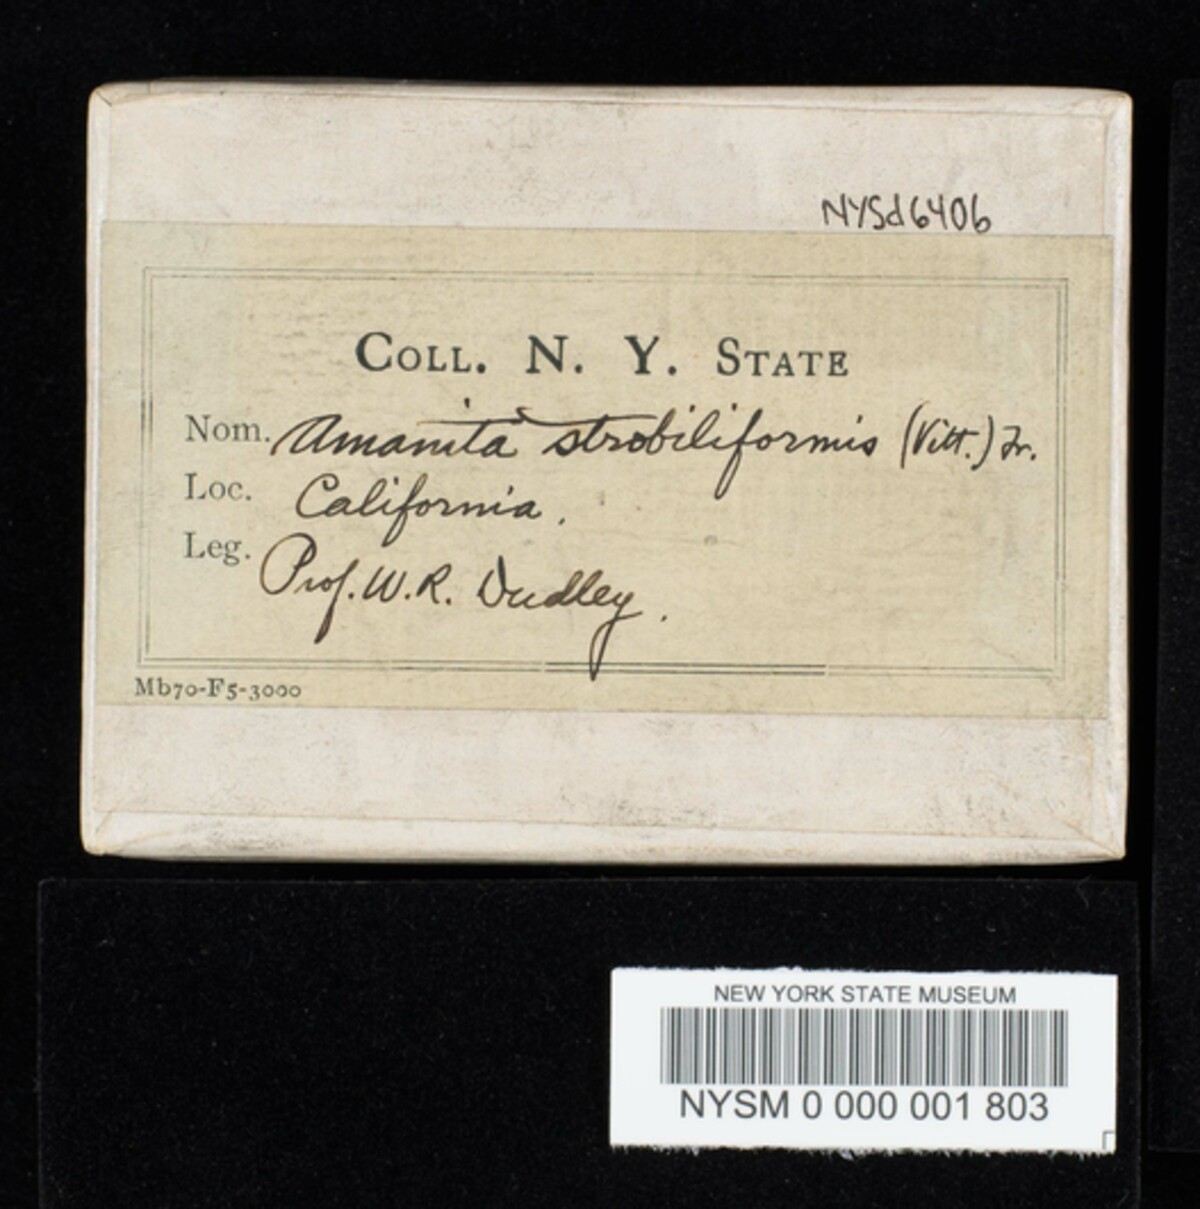 NYSd6406
COLL. N. Y. STATE
Nom. Amanita strobiliformis (Vitt.) Fr.
Loc. California.
Leg. Prof. W. R. Dudley.
Mb70-F5-3000
NEW YORK STATE MUSEUM
NYSM 0 000 001 803